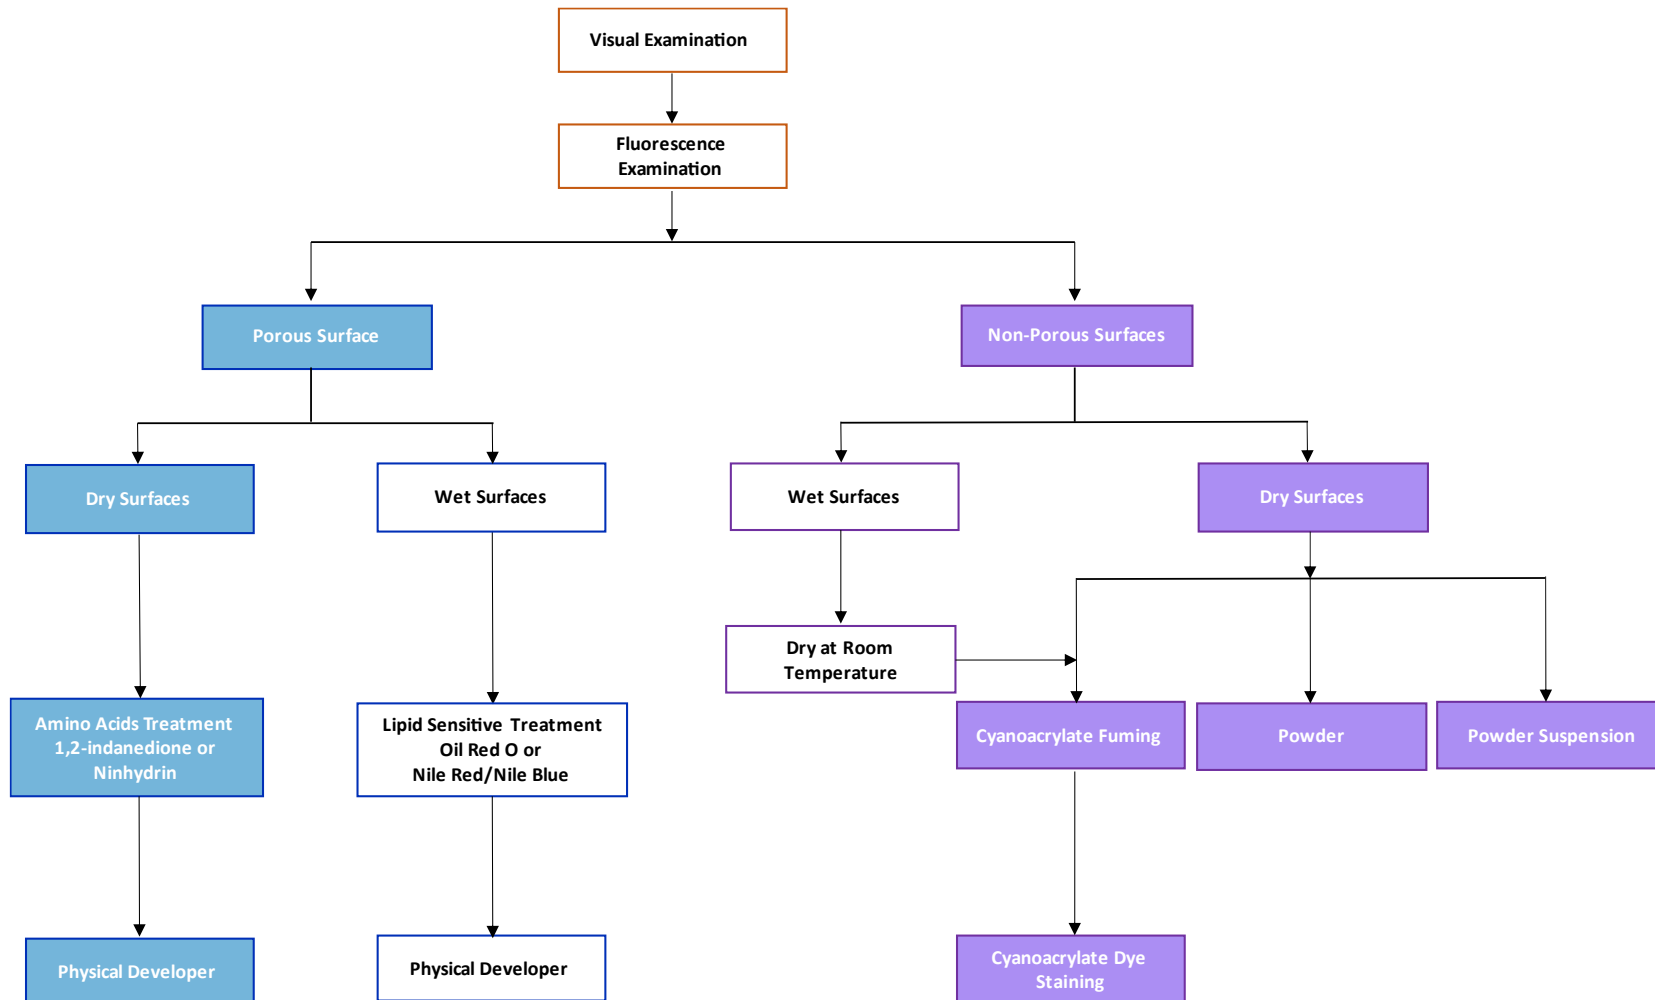 Visual Examination
Fluorescence
Examination
Porous Surface
Non-Porous Surfaces
Dry Surfaces
Wet Surfaces
Wet Surfaces
Dry Surfaces
Dry at Room
Temperature
Amino Acids Treatment
1,2-indanedione or
Ninhydrin
Lipid Sensitive Treatment
Oil Red O or
Nile Red/Nile Blue
Cyanoacrylate Fuming
Powder
Powder Suspension
Physical Developer
Physical Developer
Cyanoacrylate Dye
Staining